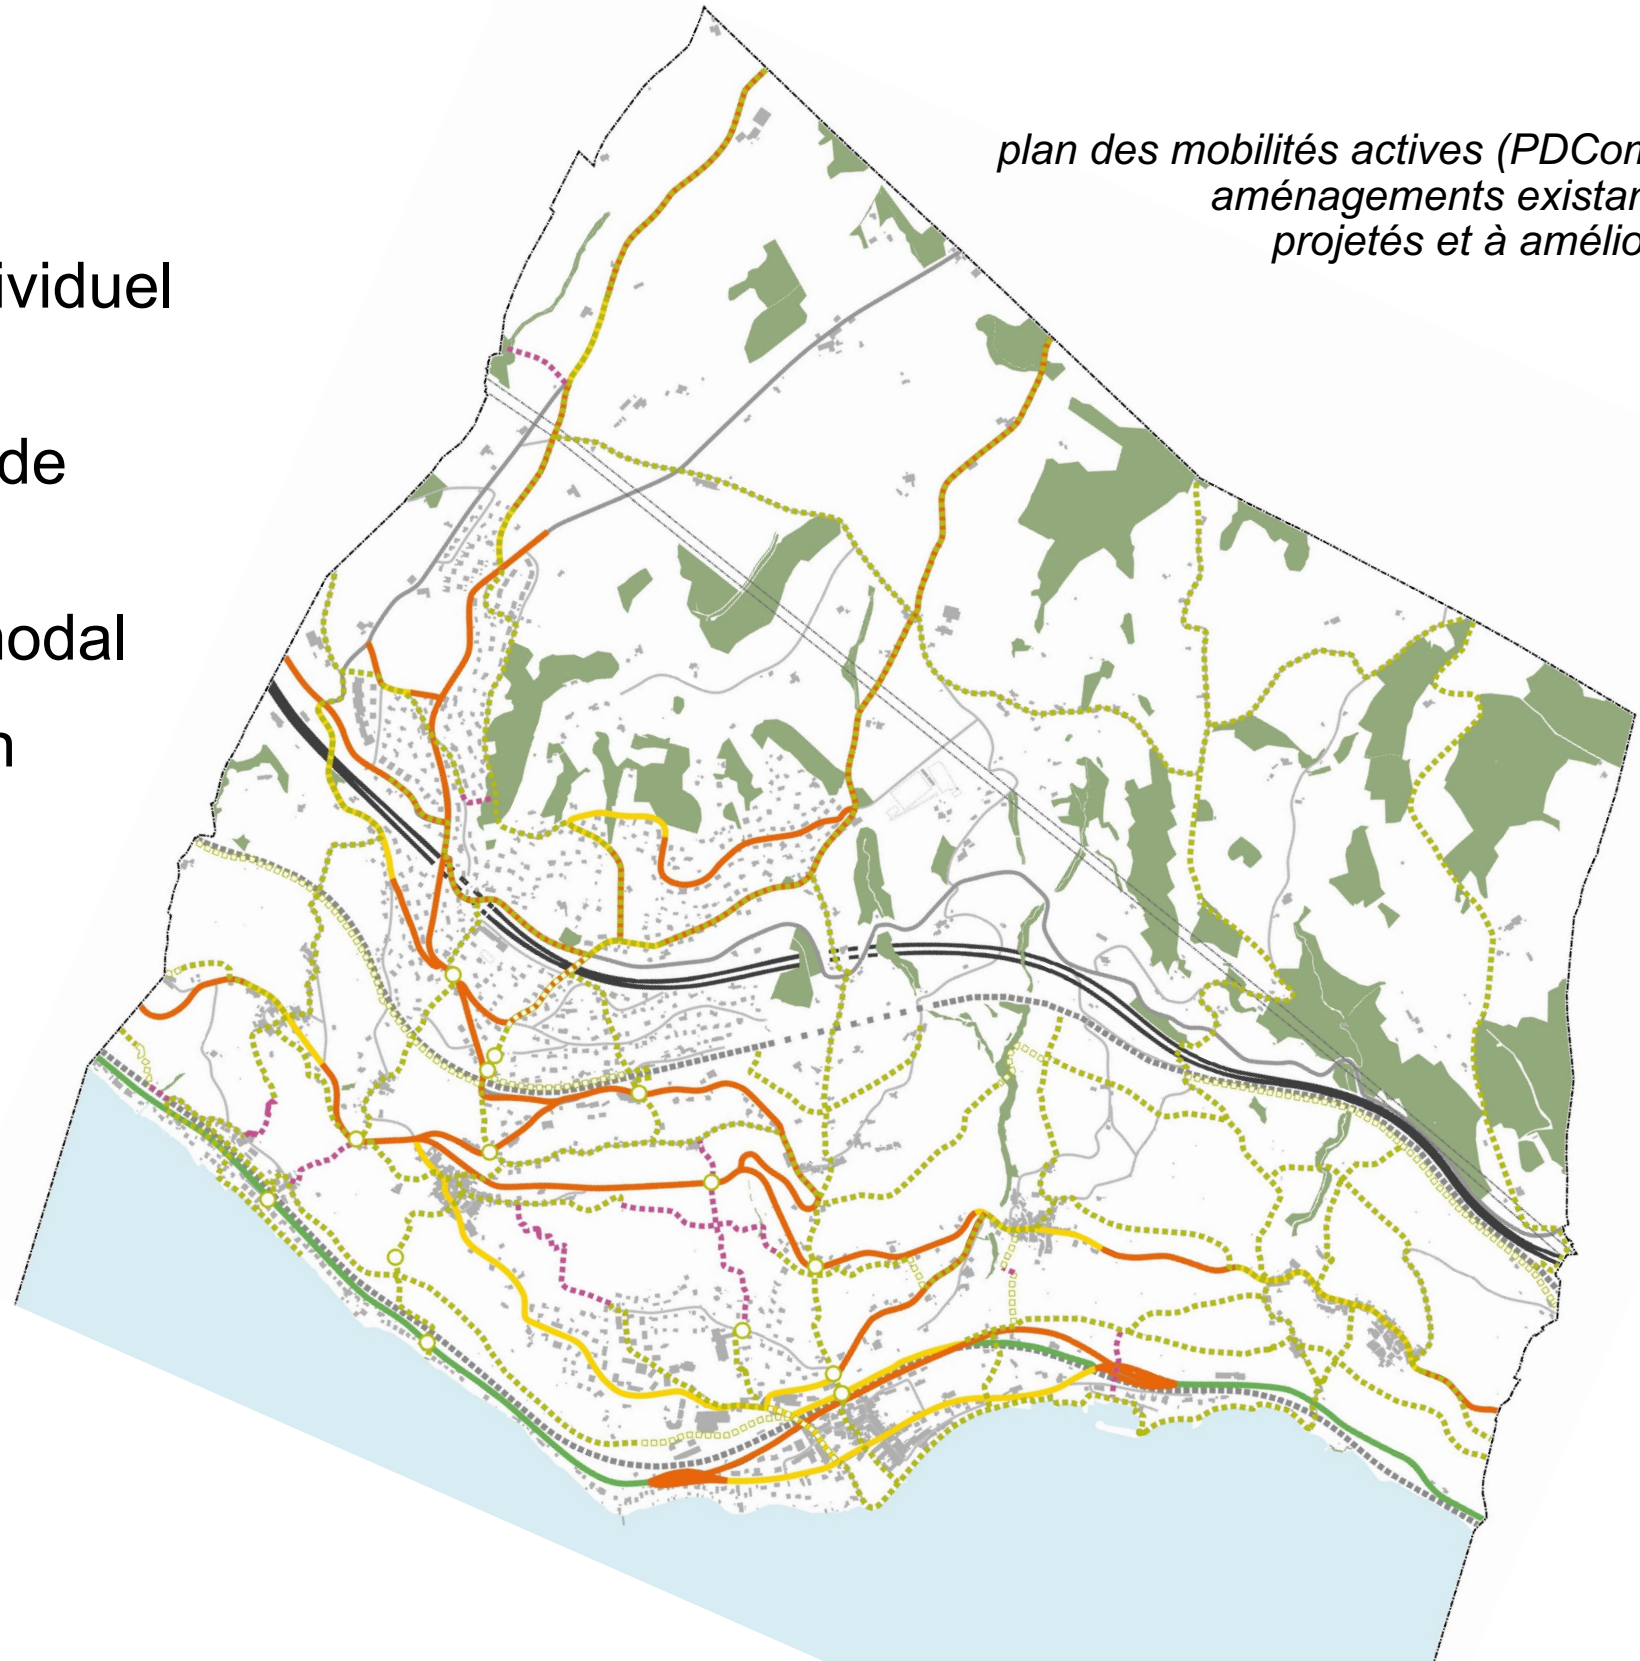 plan des mobilités actives (PDCom
aménagements existan
projetés et à amélio
ividuel
de
nodal
n